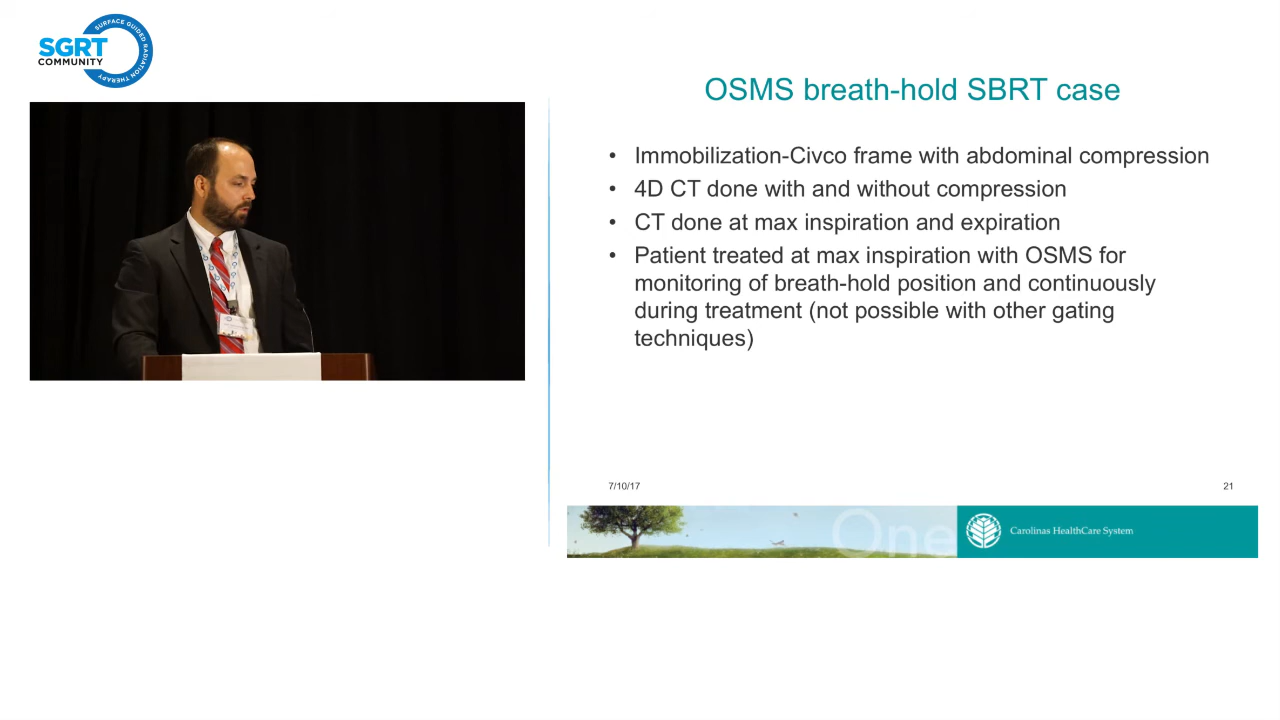 SURFACE GUIDED RADIATION THERAPY
SGRT
COMMUNITY
OSMS breath-hold SBRT case
• Immobilization-Civco frame with abdominal compression
• 4D CT done with and without compression
• CT done at max inspiration and expiration
• Patient treated at max inspiration with OSMS for
monitoring of breath-hold position and continuously
during treatment (not possible with other gating
techniques)
7/10/17
21
One
Carolinas HealthCare System